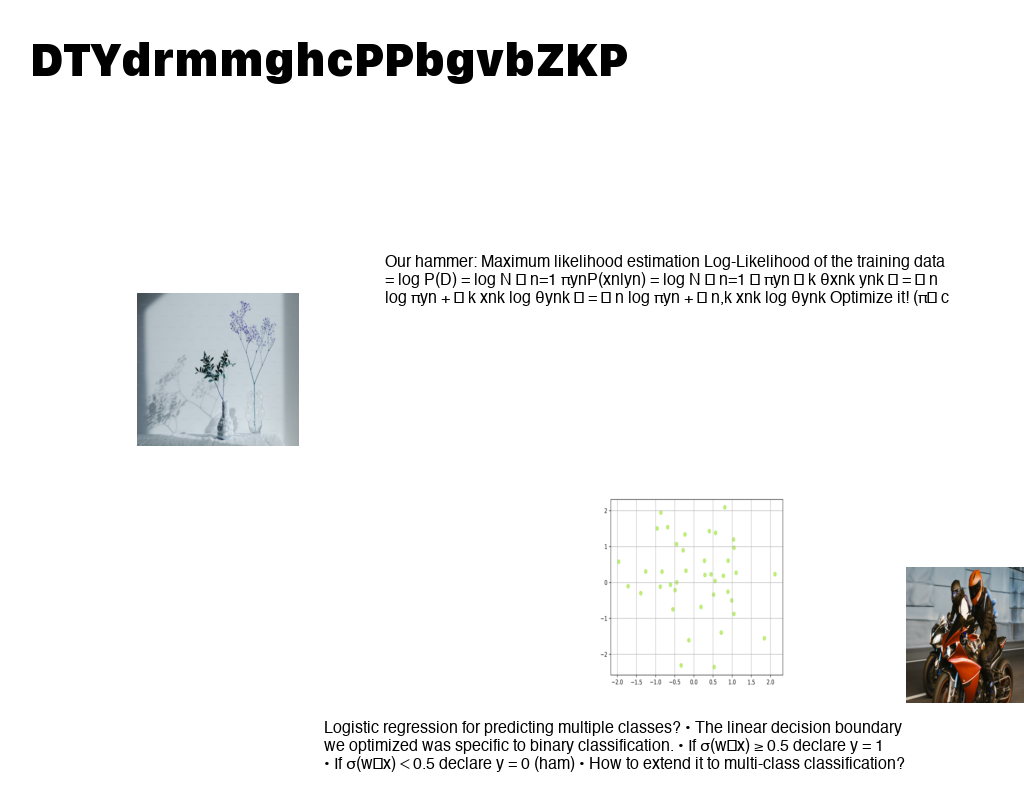 DTYdrmmghcPPbgvbZKP
Our hammer: Maximum likelihood estimation Log-Likelihood of the training data
= log P(D) = log N □ n=1 πynP(xn|yn) = log N □ n=1 □ πyn □ k θxnk ynk □ = □ n
log πyn + □ k xnk log θynk □ = □ n log πyn + □ n,k xnk log θynk Optimize it! (π□ c
2
1
0
−1
−2
−2.0 −1.5 −1.0 −0.5 0.0 0.5 1.0 1.5 2.0
Logistic regression for predicting multiple classes? • The linear decision boundary
we optimized was specific to binary classification. • If σ(w□x) ≥ 0.5 declare y = 1
• If σ(w□x) < 0.5 declare y = 0 (ham) • How to extend it to multi-class classification?